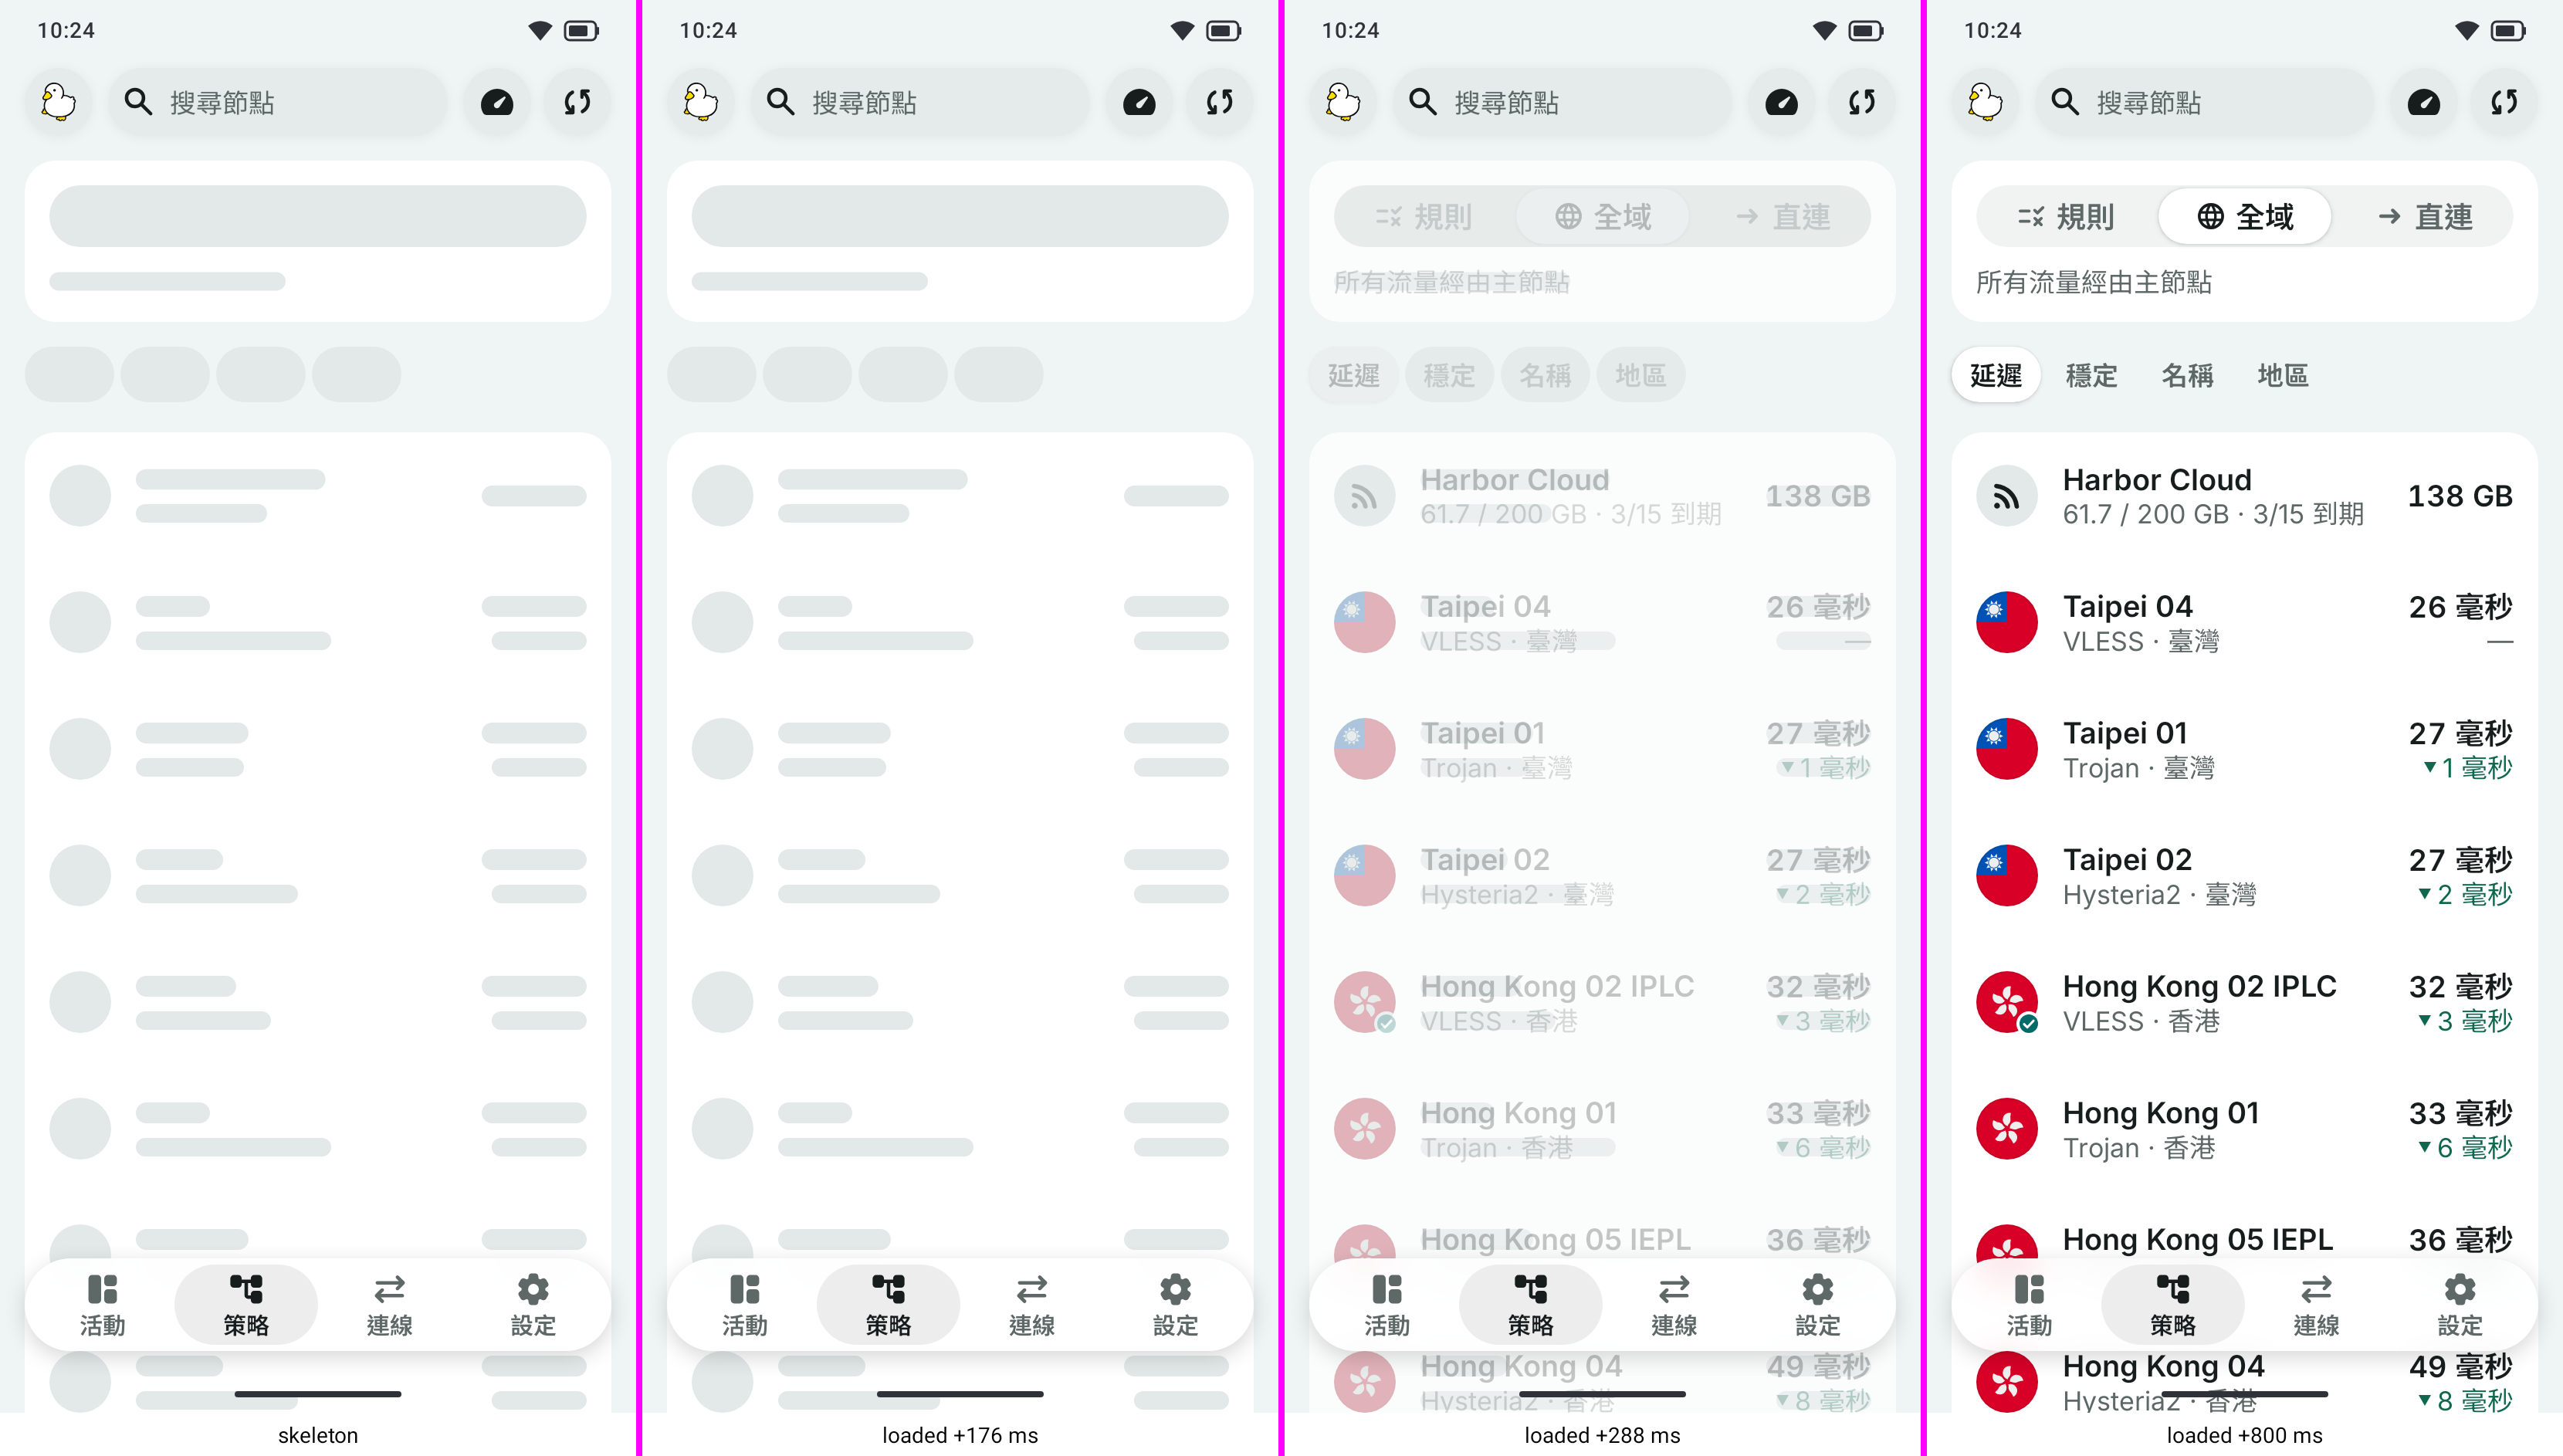 10:24
搜尋節點
活動 策略 連線 設定
skeleton
10:24
搜尋節點
活動 策略 連線 設定
loaded +176 ms
10:24
搜尋節點
規則 全域 直連
所有流量經由主節點
延遲 穩定 名稱 地區
Harbor Cloud
138 GB
61.7 / 200 GB · 3/15 到期
Taipei 04 26 毫秒
VLESS · 臺灣 —
Taipei 01 27 毫秒
Trojan · 臺灣 ▼1 毫秒
Taipei 02 27 毫秒
Hysteria2 · 臺灣 ▼2 毫秒
Hong Kong 02 IPLC 32 毫秒
VLESS · 香港 ▼3 毫秒
Hong Kong 01 33 毫秒
Trojan · 香港 ▼6 毫秒
Hong Kong 05 IEPL 36 毫秒
活動 策略 連線 設定
Hong Kong 04 49 毫秒
Hysteria2 · 香港 ▼8 毫秒
loaded +288 ms
10:24
搜尋節點
規則 全域 直連
所有流量經由主節點
延遲 穩定 名稱 地區
Harbor Cloud
138 GB
61.7 / 200 GB · 3/15 到期
Taipei 04 26 毫秒
VLESS · 臺灣 —
Taipei 01 27 毫秒
Trojan · 臺灣 ▼1 毫秒
Taipei 02 27 毫秒
Hysteria2 · 臺灣 ▼2 毫秒
Hong Kong 02 IPLC 32 毫秒
VLESS · 香港 ▼3 毫秒
Hong Kong 01 33 毫秒
Trojan · 香港 ▼6 毫秒
Hong Kong 05 IEPL 36 毫秒
活動 策略 連線 設定
Hong Kong 04 49 毫秒
Hysteria2 · 香港 ▼8 毫秒
loaded +800 ms